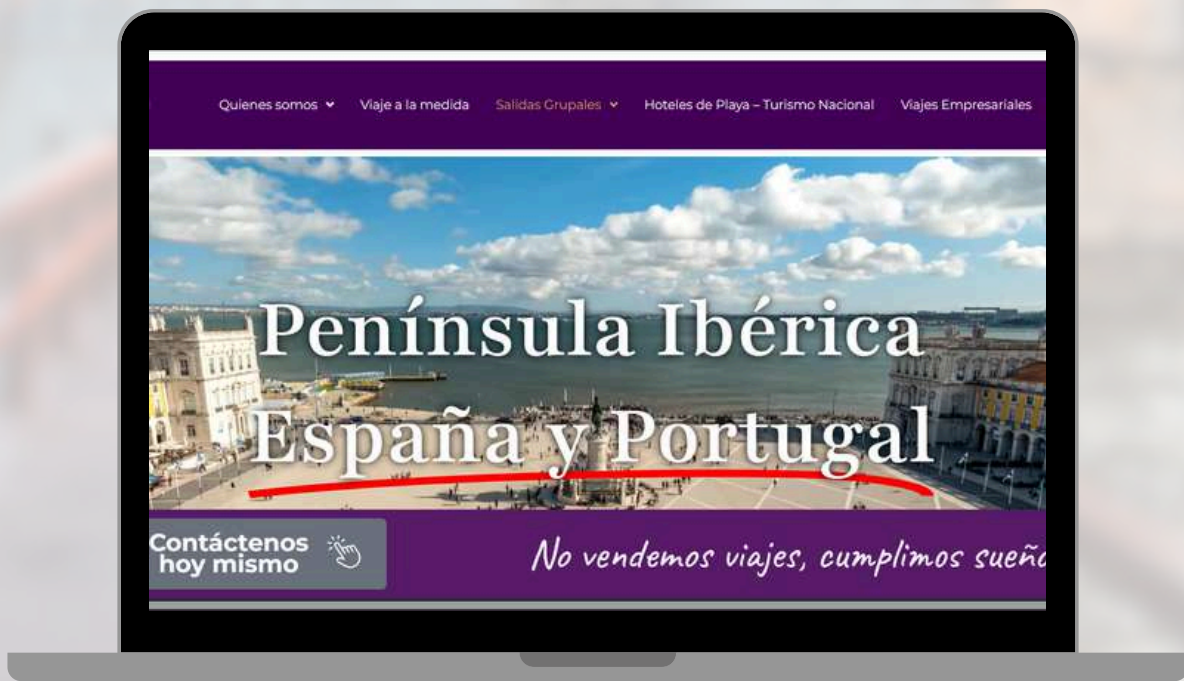 Quienes somos Viaje a la medida Salidas Grupales Hoteles de Playa – Turismo Nacional Viajes Empresariales
Península Ibérica
España y Portugal
Contáctenos
hoy mismo
No vendemos viajes, cumplimos sueño